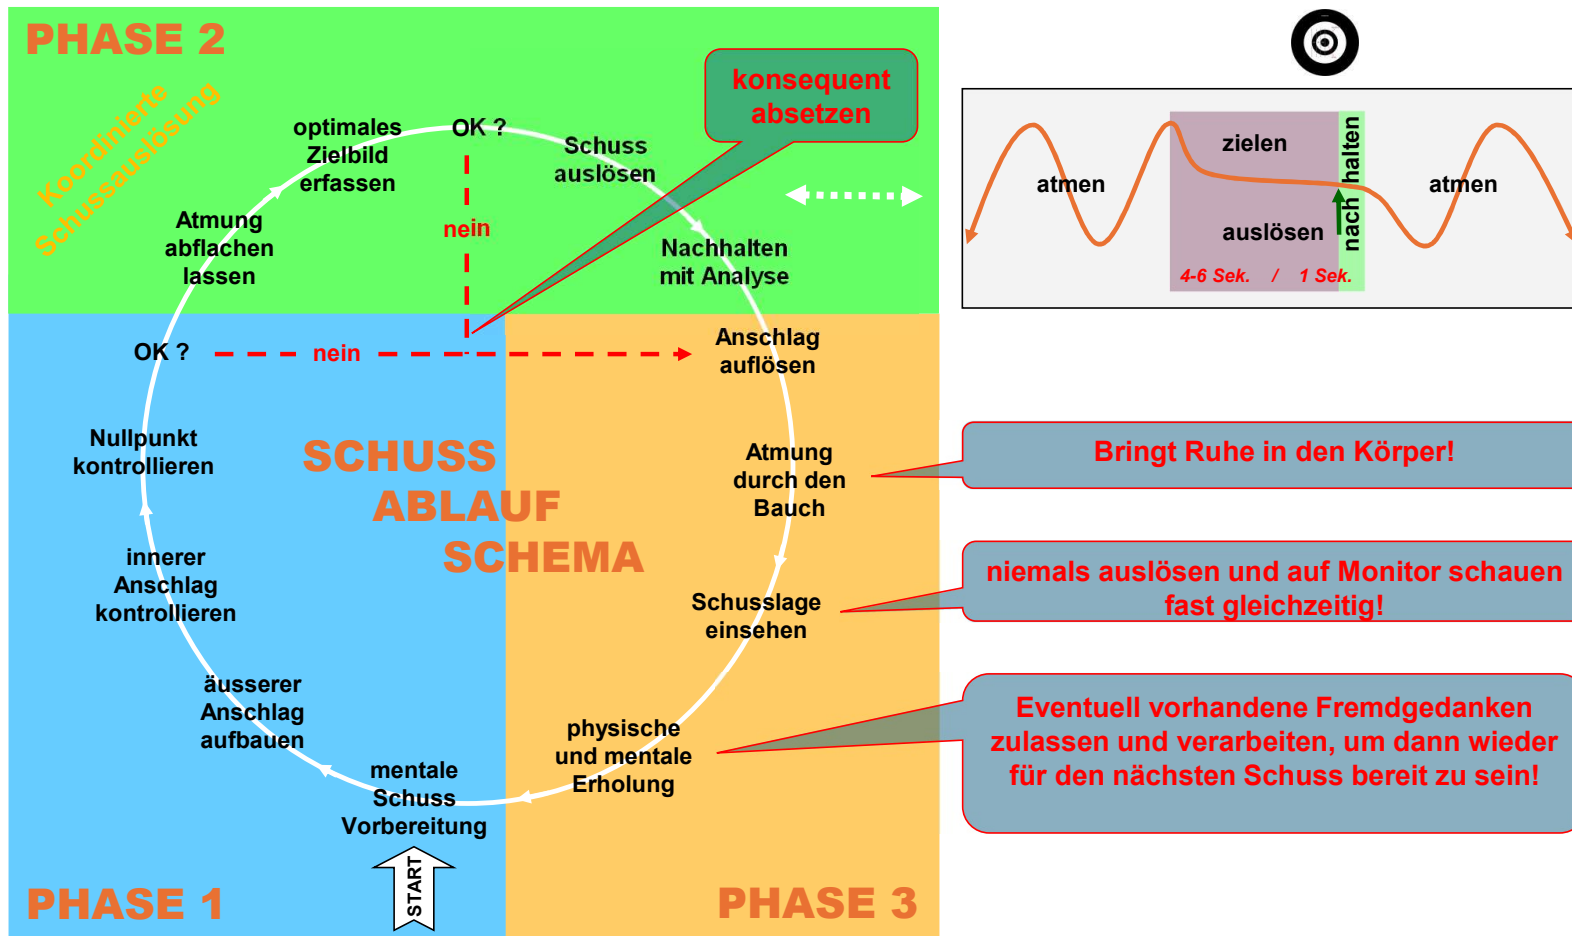 PHASE 2
Koordinierte
Schussauslösung
optimales
Zielbild
erfassen
OK ?
Schuss
auslösen
konsequent
absetzen
nein
Atmung
abflachen
lassen
Nachhalten
mit Analyse
OK ?
nein
Anschlag
auflösen
Nullpunkt
kontrollieren
SCHUSS
ABLAUF
SCHEMA
Atmung
durch den
Bauch
innerer
Anschlag
kontrollieren
Schusslage
einsehen
äusserer
Anschlag
aufbauen
physische
und mentale
Erholung
mentale
Schuss
Vorbereitung
START
PHASE 1
PHASE 3
atmen
zielen
auslösen
nach halten
atmen
4-6 Sek. / 1 Sek.
Bringt Ruhe in den Körper!
niemals auslösen und auf Monitor schauen
fast gleichzeitig!
Eventuell vorhandene Fremdgedanken
zulassen und verarbeiten, um dann wieder
für den nächsten Schuss bereit zu sein!